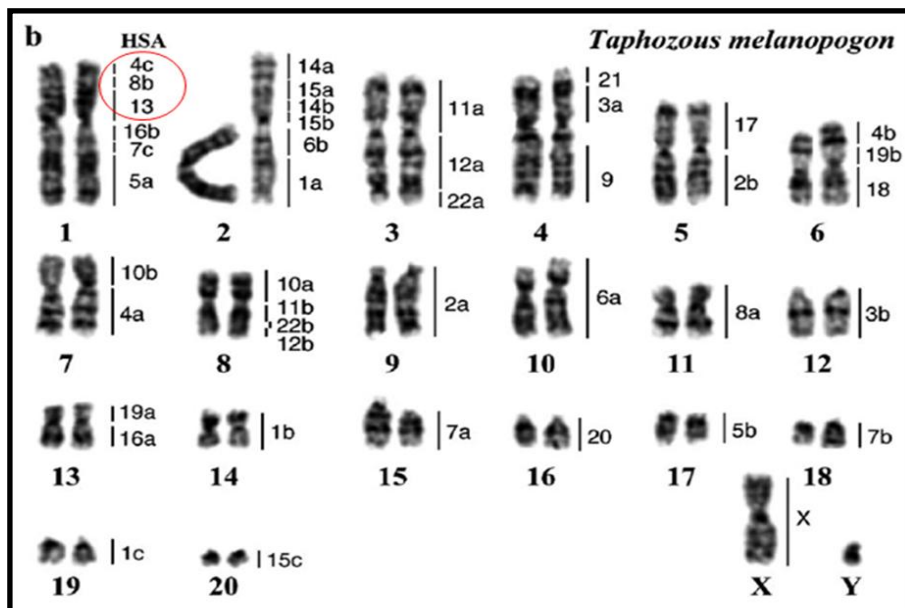 b
HSA
Taphozous melanopogon
4c
8b
13
16b
7c
5a
1
14a
15a
14b
15b
6b
1a
2
11a
12a
22a
3
21
3a
9
4
17
2b
5
4b
19b
18
6
10b
4a
7
10a
11b
22b
12b
8
2a
9
6a
10
8a
11
3b
12
19a
16a
13
1b
14
7a
15
20
16
5b
17
7b
18
1c
19
15c
20
X
X
Y